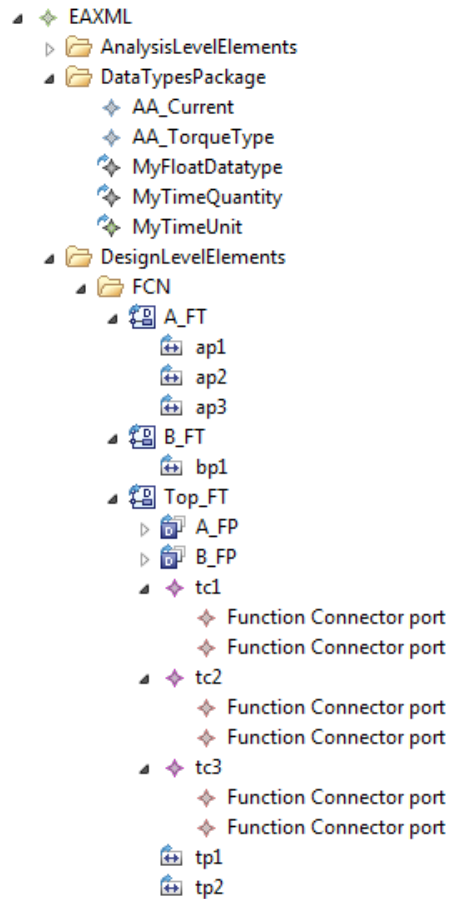 EAXML
AnalysisLevelElements
DataTypesPackage
AA_Current
AA_TorqueType
MyFloatDatatype
MyTimeQuantity
MyTimeUnit
DesignLevelElements
FCN
A_FT
ap1
ap2
ap3
B_FT
bp1
Top_FT
A_FP
B_FP
tc1
Function Connector port
Function Connector port
tc2
Function Connector port
Function Connector port
tc3
Function Connector port
Function Connector port
tp1
tp2